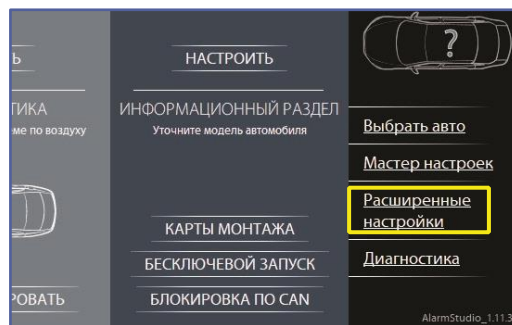 Ь
ТИКА
ме по воздуху
РОВАТЬ
НАСТРОИТЬ
ИНФОРМАЦИОННЫЙ РАЗДЕЛ
Уточните модель автомобиля
КАРТЫ МОНТАЖА
БЕСКЛЮЧЕВОЙ ЗАПУСК
БЛОКИРОВКА ПО CAN
?
Выбрать авто
Мастер настроек
Расширенные
настройки
Диагностика
AlarmStudio_1.11.3